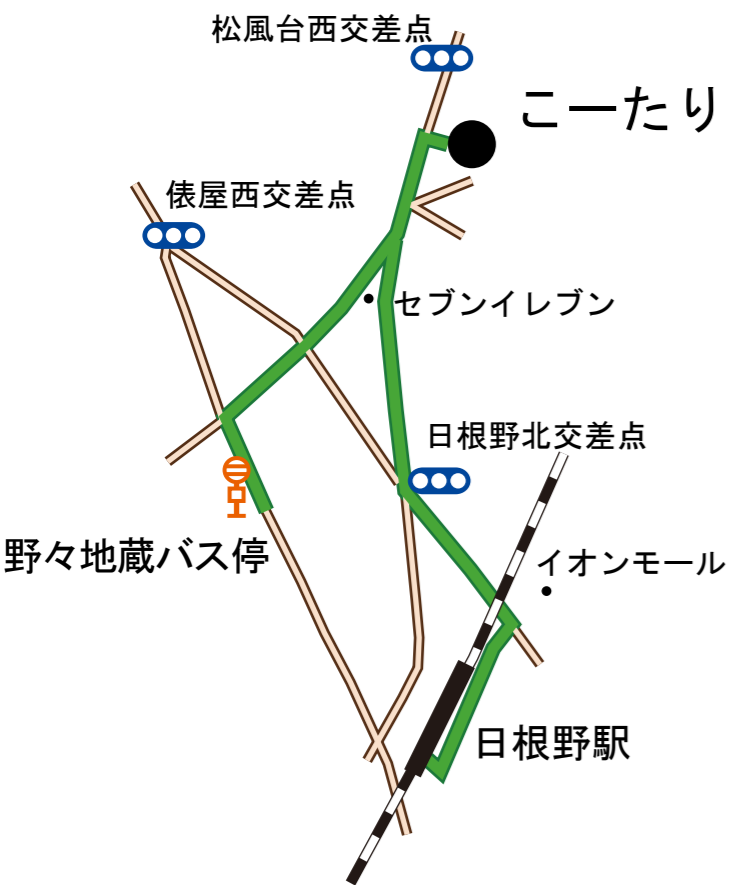 松風台西交差点
こーたり
俵屋西交差点
セブンイレブン
日根野北交差点
野々地蔵バス停
イオンモール
日根野駅